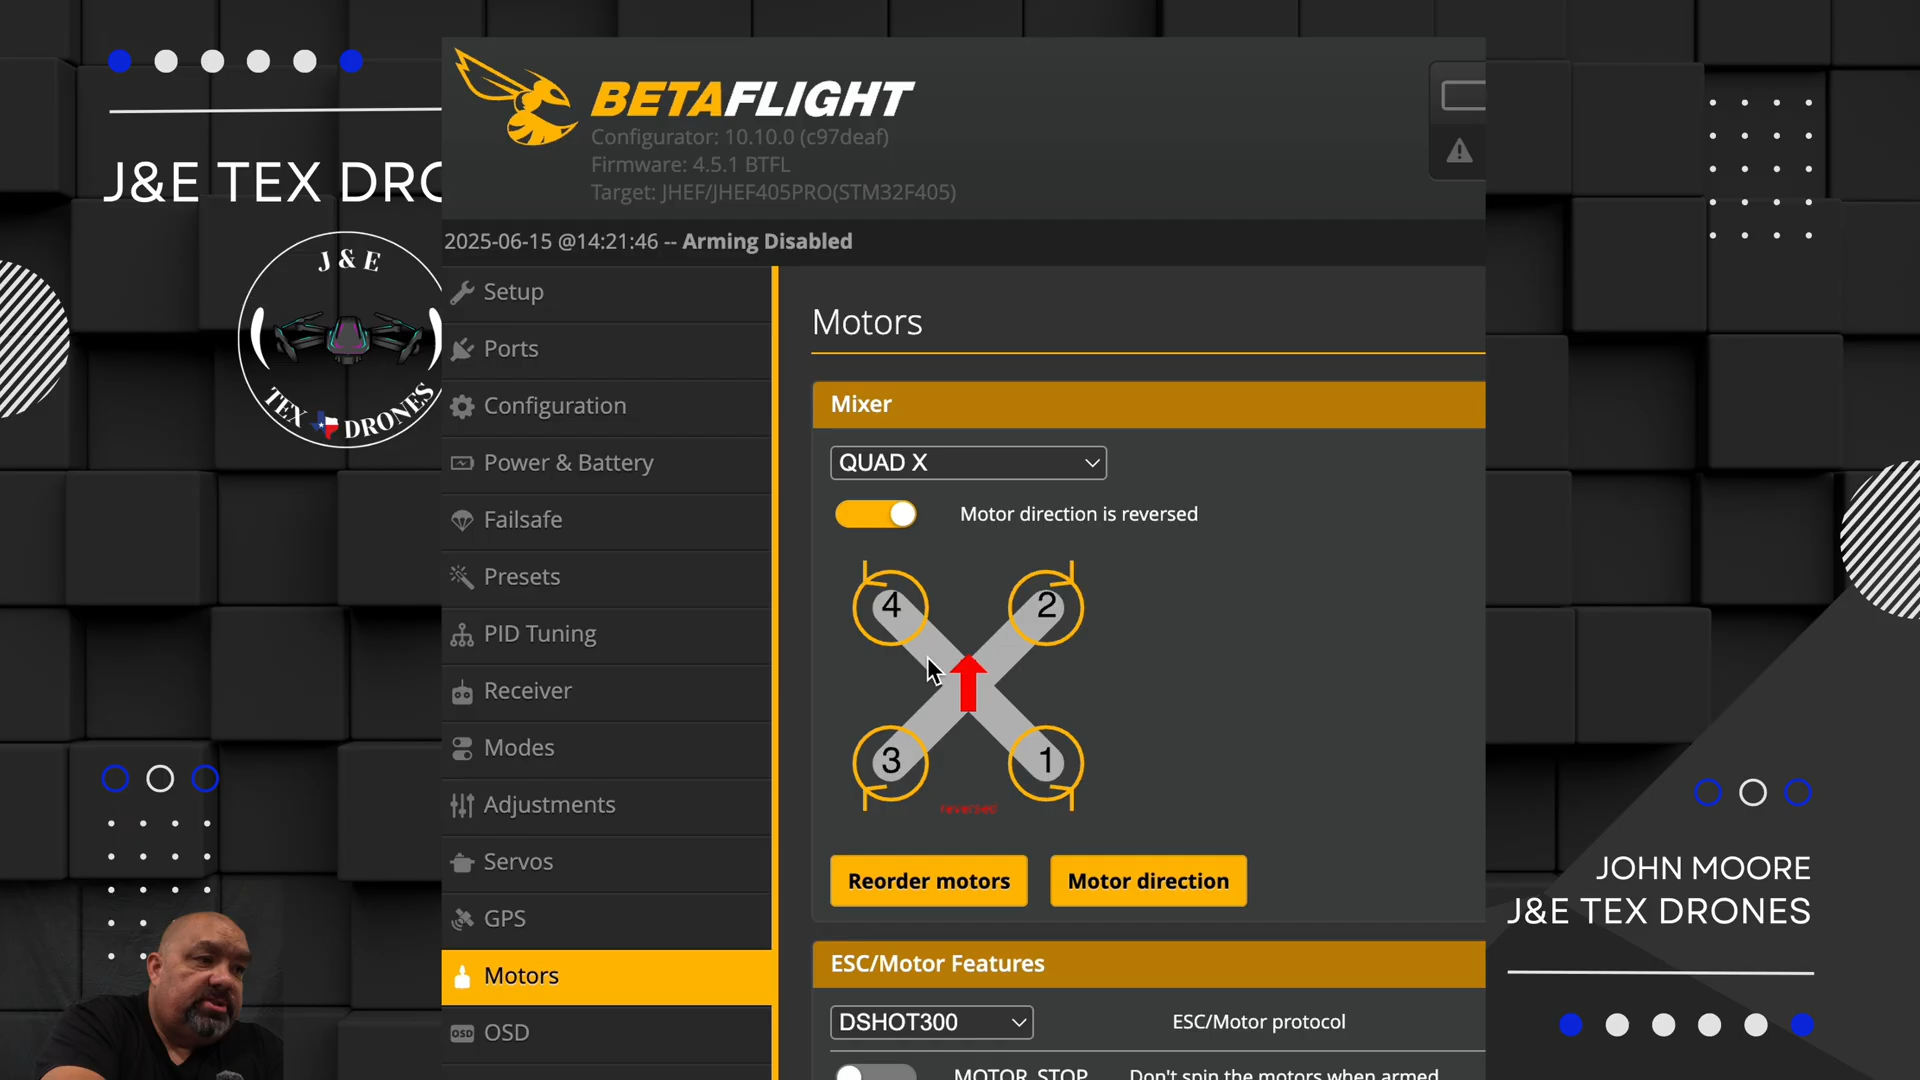 J&E TEX DRO
J & E
TEX DRONES
BETAFLIGHT
Configurator: 10.10.0 (c97deaf)
Firmware: 4.5.1 BTFL
Target: JHEF/JHEF405PRO(STM32F405)
2025-06-15 @14:21:46 -- Arming Disabled
Setup
Ports
Configuration
Power & Battery
Failsafe
Presets
PID Tuning
Receiver
Modes
Adjustments
Servos
GPS
Motors
OSD
OSD
Motors
Mixer
QUAD X
Motor direction is reversed
4
2
3
1
reversed
Reorder motors
Motor direction
ESC/Motor Features
DSHOT300
ESC/Motor protocol
MOTOR_STOP
Don't spin the motors when armed
JOHN MOORE
J&E TEX DRONES